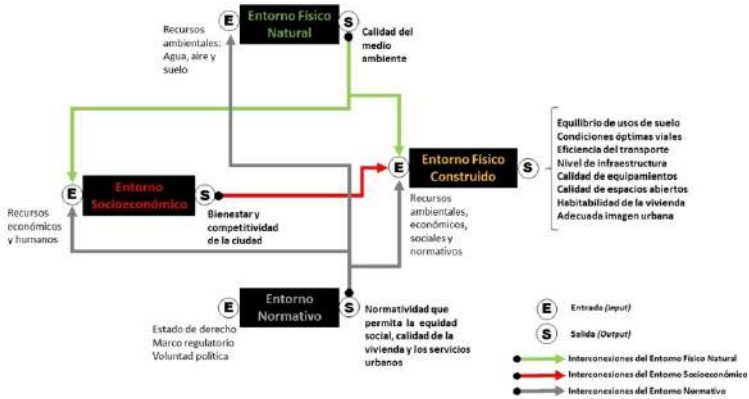 E
Entorno Físico
Natural
S
Recursos
ambientales:
Agua, aire y
suelo
Calidad del
medio
ambiente
E
Entorno
Socioeconómico
S
Recursos
económicos
y humanos
Bienestar y
competitividad
de la ciudad
E
Entorno Físico
Construido
S
Recursos
ambientales,
económicos,
sociales y
normativos
Equilibrio de usos de suelo
Condiciones óptimas viales
Eficiencia del transporte
Nivel de infraestructura
Calidad de equipamientos
Calidad de espacios abiertos
Habitabilidad de la vivienda
Adecuada imagen urbana
E
Entorno
Normativo
S
Estado de derecho
Marco regulatorio
Voluntad política
Normatividad que
permita la equidad
social, calidad de la
vivienda y los servicios
urbanos
E Entrada (input)
S Salida (Output)
Interconexiones del Entorno Físico Natural
Interconexiones del Entorno Socioeconómico
Interconexiones del Entorno Normativo